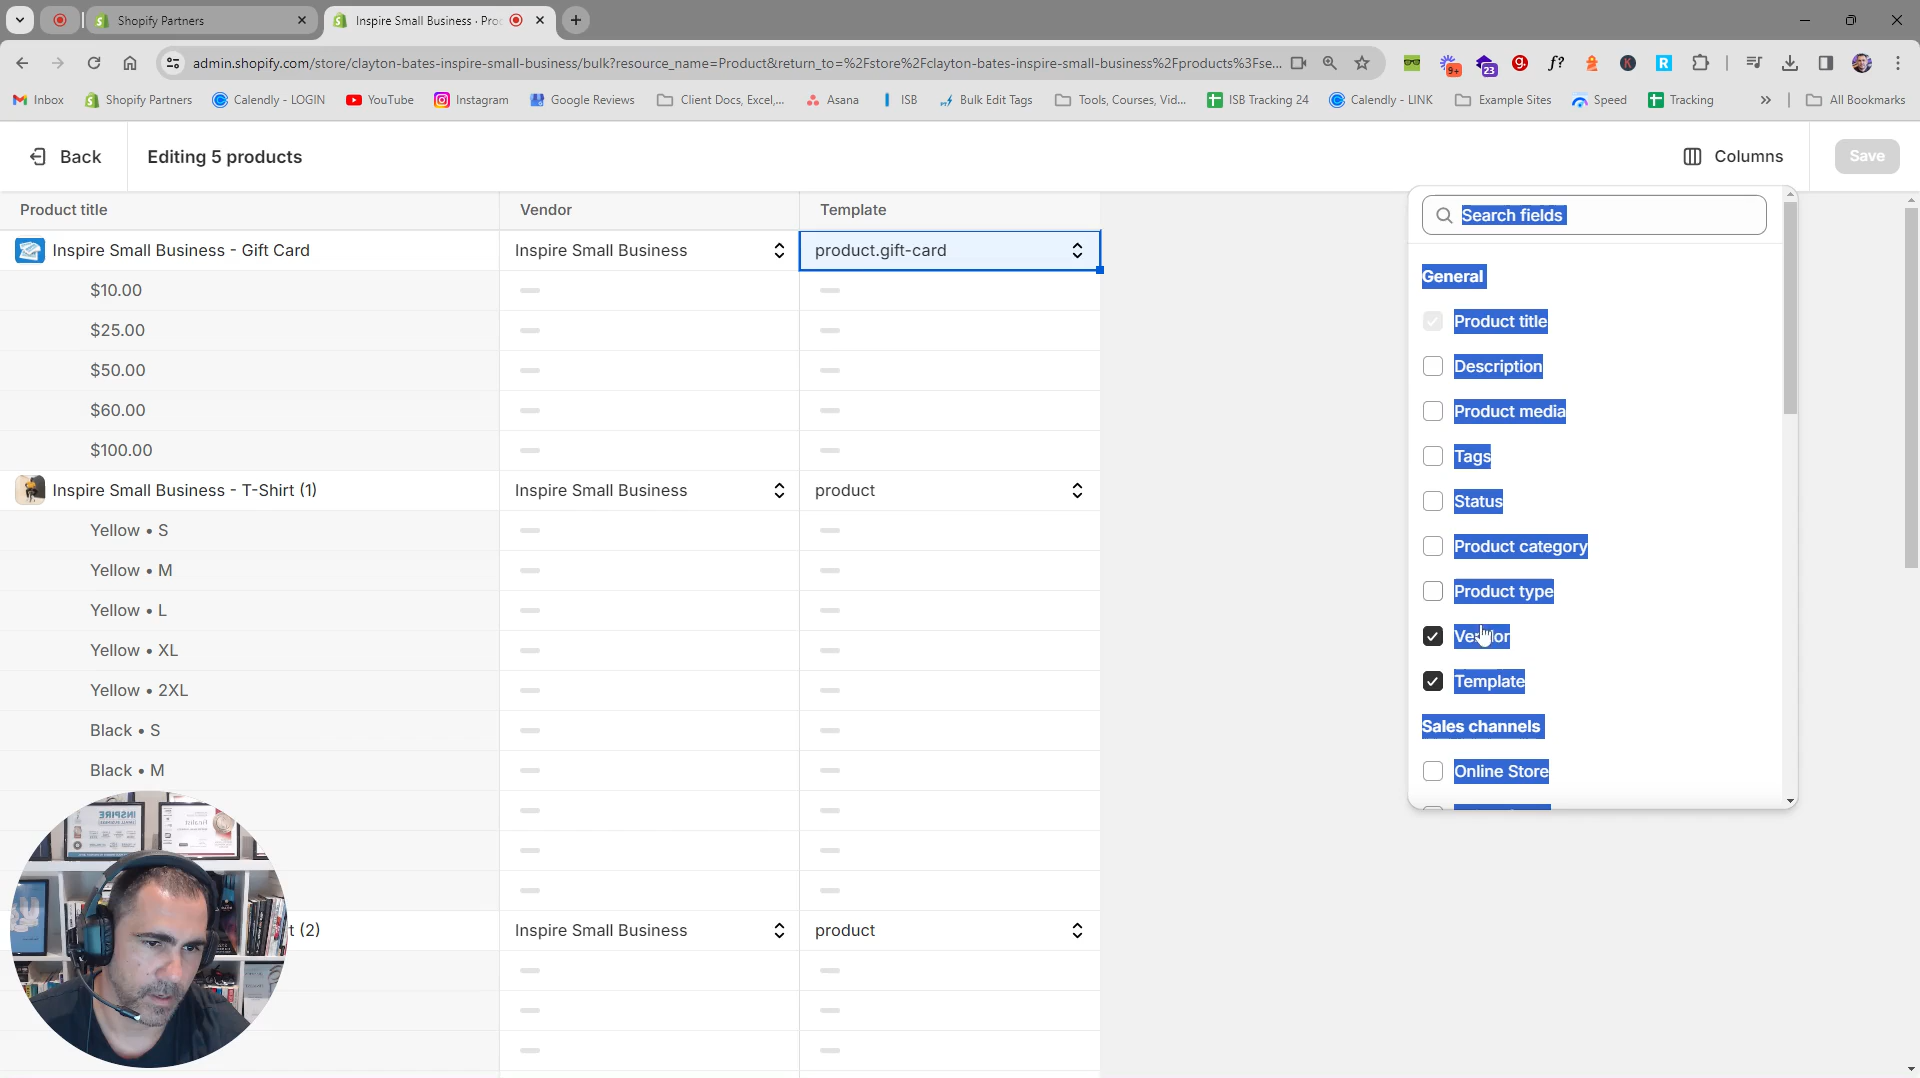 Shopify Partners
Inspire Small Business · Pro
admin.shopify.com/store/clayton-bates-inspire-small-business/bulk?resource_name=Product&return_to=%2Fstore%2Fclayton-bates-inspire-small-business%2Fproducts%3Fse...
9+
23
Inbox
Shopify Partners
Calendly - LOGIN
YouTube
Instagram
Google Reviews
Client Docs, Excel,...
Asana
ISB
Bulk Edit Tags
Tools, Courses, Vid...
ISB Tracking 24
Calendly - LINK
Example Sites
Speed
Tracking
»
All Bookmarks
Back
Editing 5 products
Columns
Save
Product title
Vendor
Template
Inspire Small Business - Gift Card
Inspire Small Business
product.gift-card
$10.00
$25.00
$50.00
$60.00
$100.00
Inspire Small Business - T-Shirt (1)
Inspire Small Business
product
Yellow • S
Yellow • M
Yellow • L
Yellow • XL
Yellow • 2XL
Black • S
Black • M
t (2)
Inspire Small Business
product
Search fields
General
Product title
Description
Product media
Tags
Status
Product category
Product type
Vendor
Template
Sales channels
Online Store